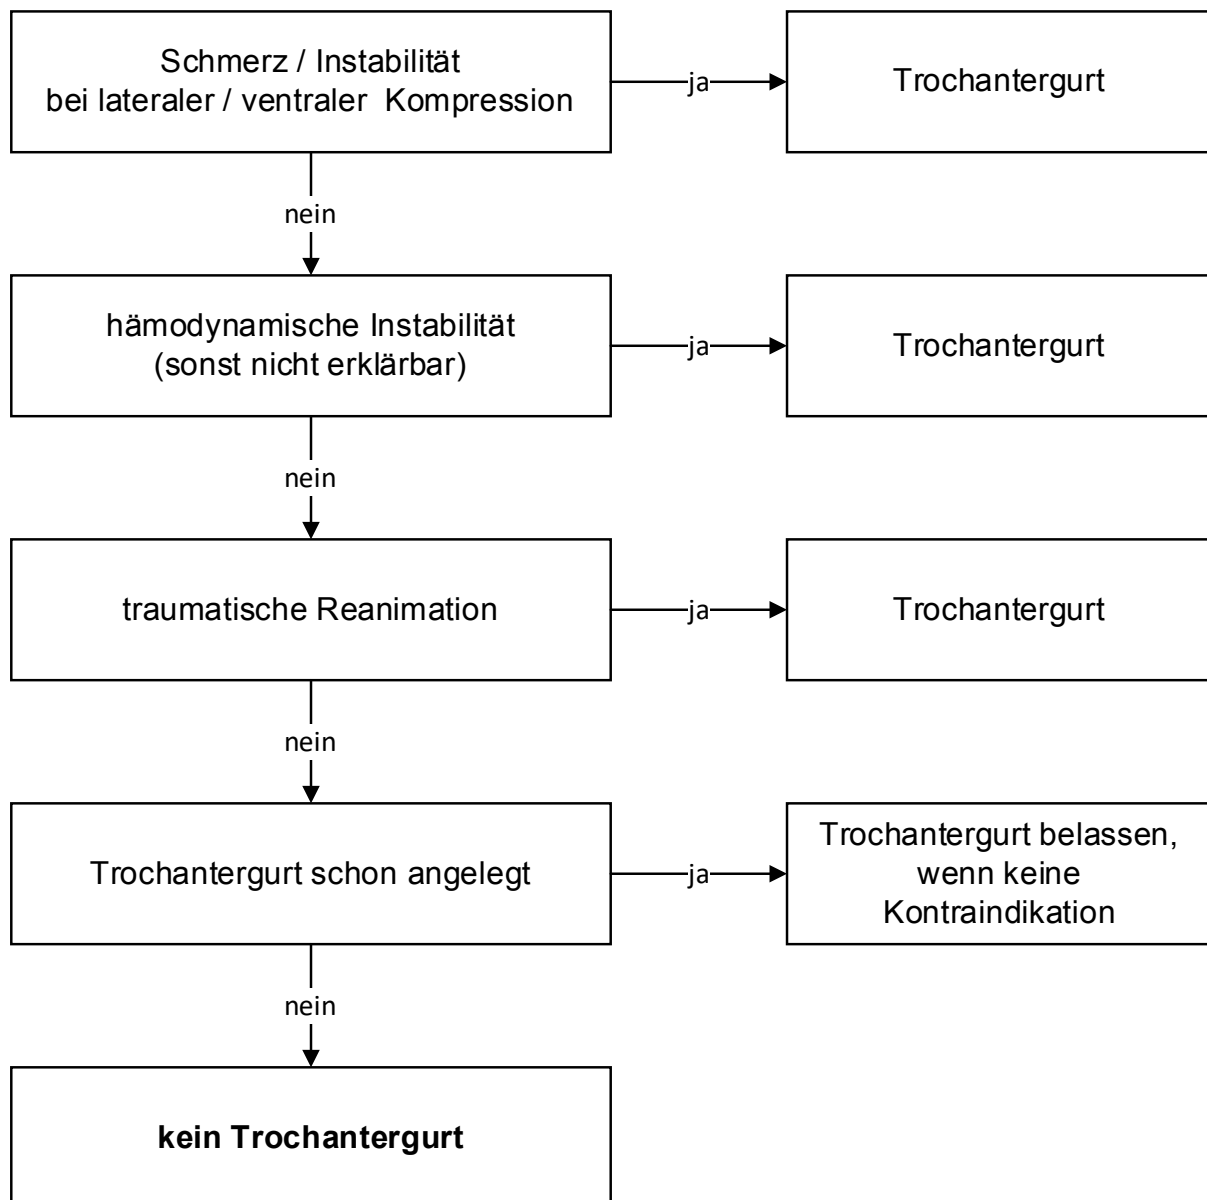 Schmerz / Instabilität
bei lateraler / ventraler Kompression
ja
Trochantergurt
nein
hämodynamische Instabilität
(sonst nicht erklärbar)
ja
Trochantergurt
nein
traumatische Reanimation
ja
Trochantergurt
nein
Trochantergurt schon angelegt
ja
Trochantergurt belassen,
wenn keine
Kontraindikation
nein
kein Trochantergurt